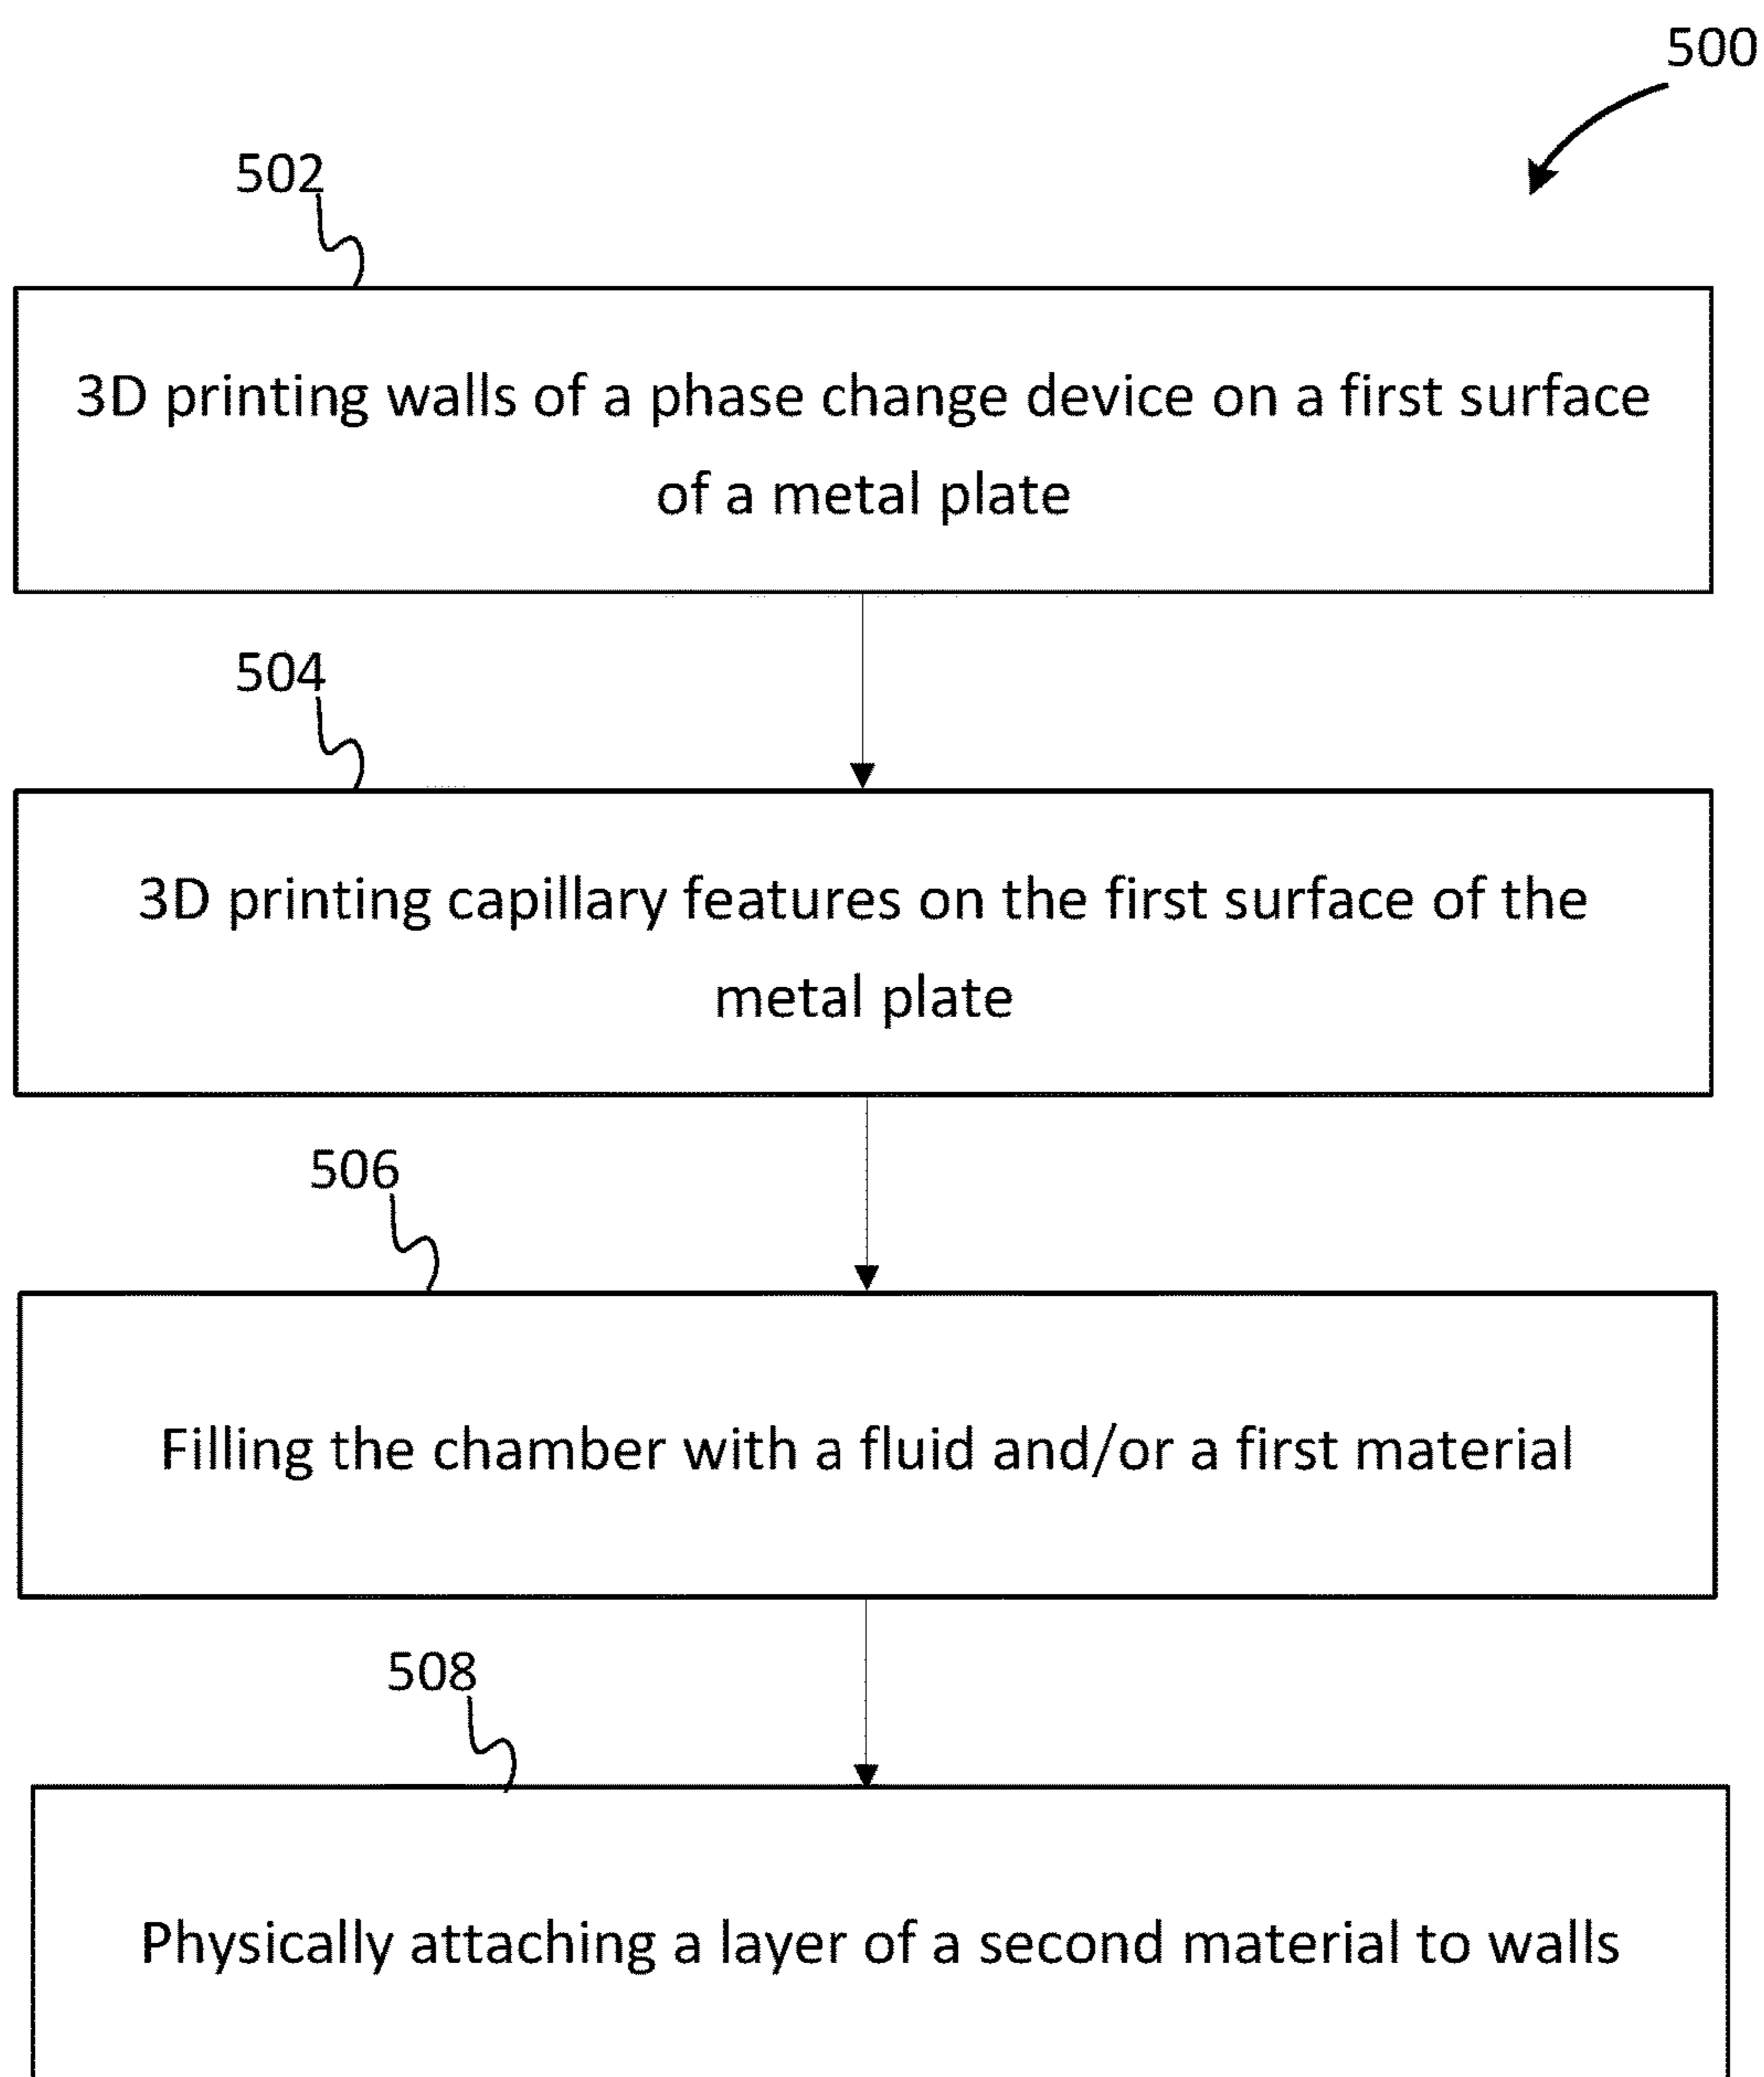 500
502
3D printing walls of a phase change device on a first surface
of a metal plate
504
3D printing capillary features on the first surface of the
metal plate
506
Filling the chamber with a fluid and/or a first material
508
Physically attaching a layer of a second material to walls